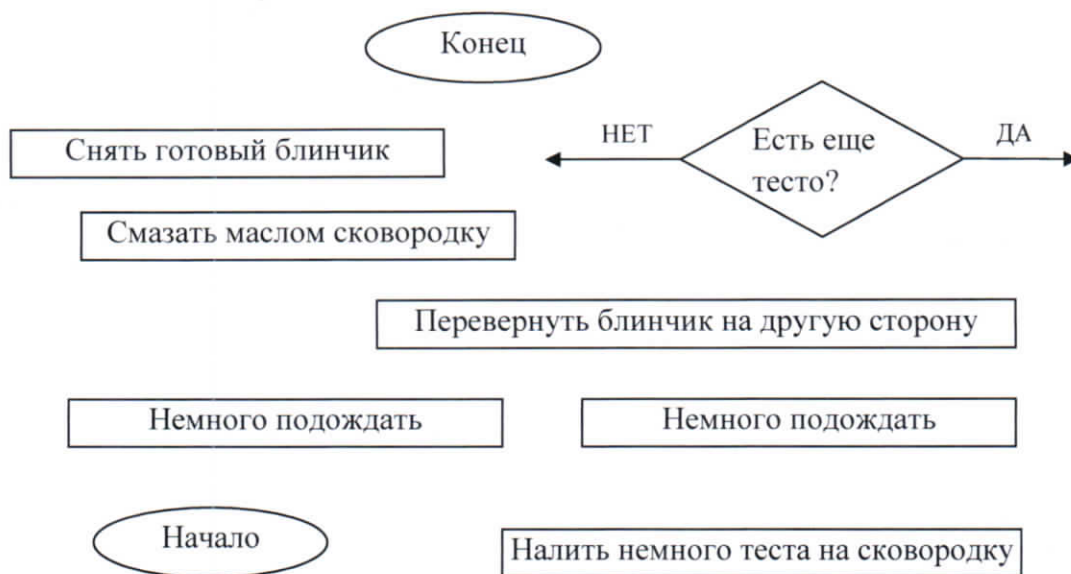 Конец
НЕТ
Есть еще
тесто?
ДА
Снять готовый блинчик
Смазать маслом сковородку
Перевернуть блинчик на другую сторону
Немного подождать
Немного подождать
Начало
Налить немного теста на сковородку